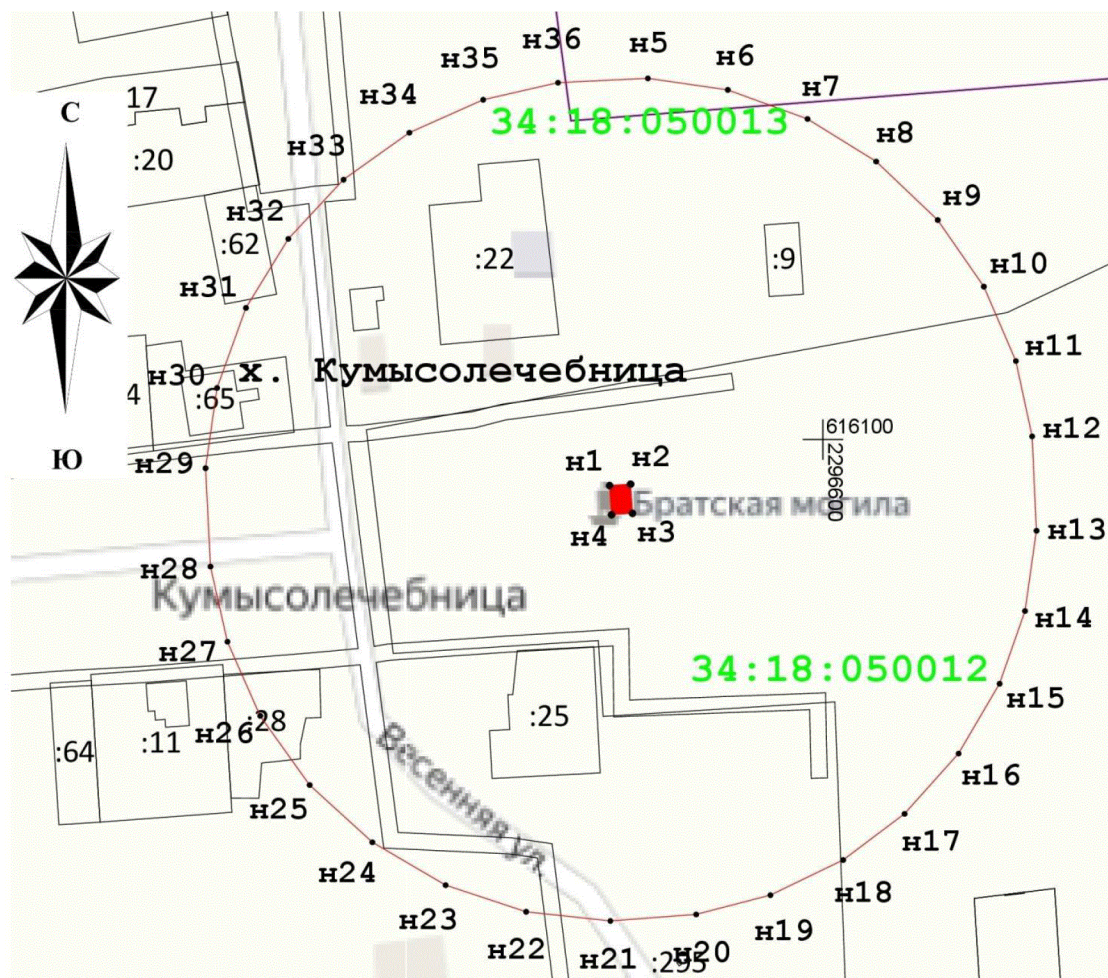 н36
н5
н6
н35
н7
17
С
н34
34:18:050013
н8
:20
н33
н9
н32
:62
:22
:9
н10
н31
н11
н30
х. Кумысолечебница
4
:65
616100
н12
Ю
н29
н1
н2
2296600
Братская могила
н13
н4
н3
н28
Кумысолечебница
н14
н27
34:18:050012
н15
:28
н26
:25
:64
:11
н16
Весенняя ул.
н25
н17
н24
н18
н23
н19
н22
н20
н21
:295